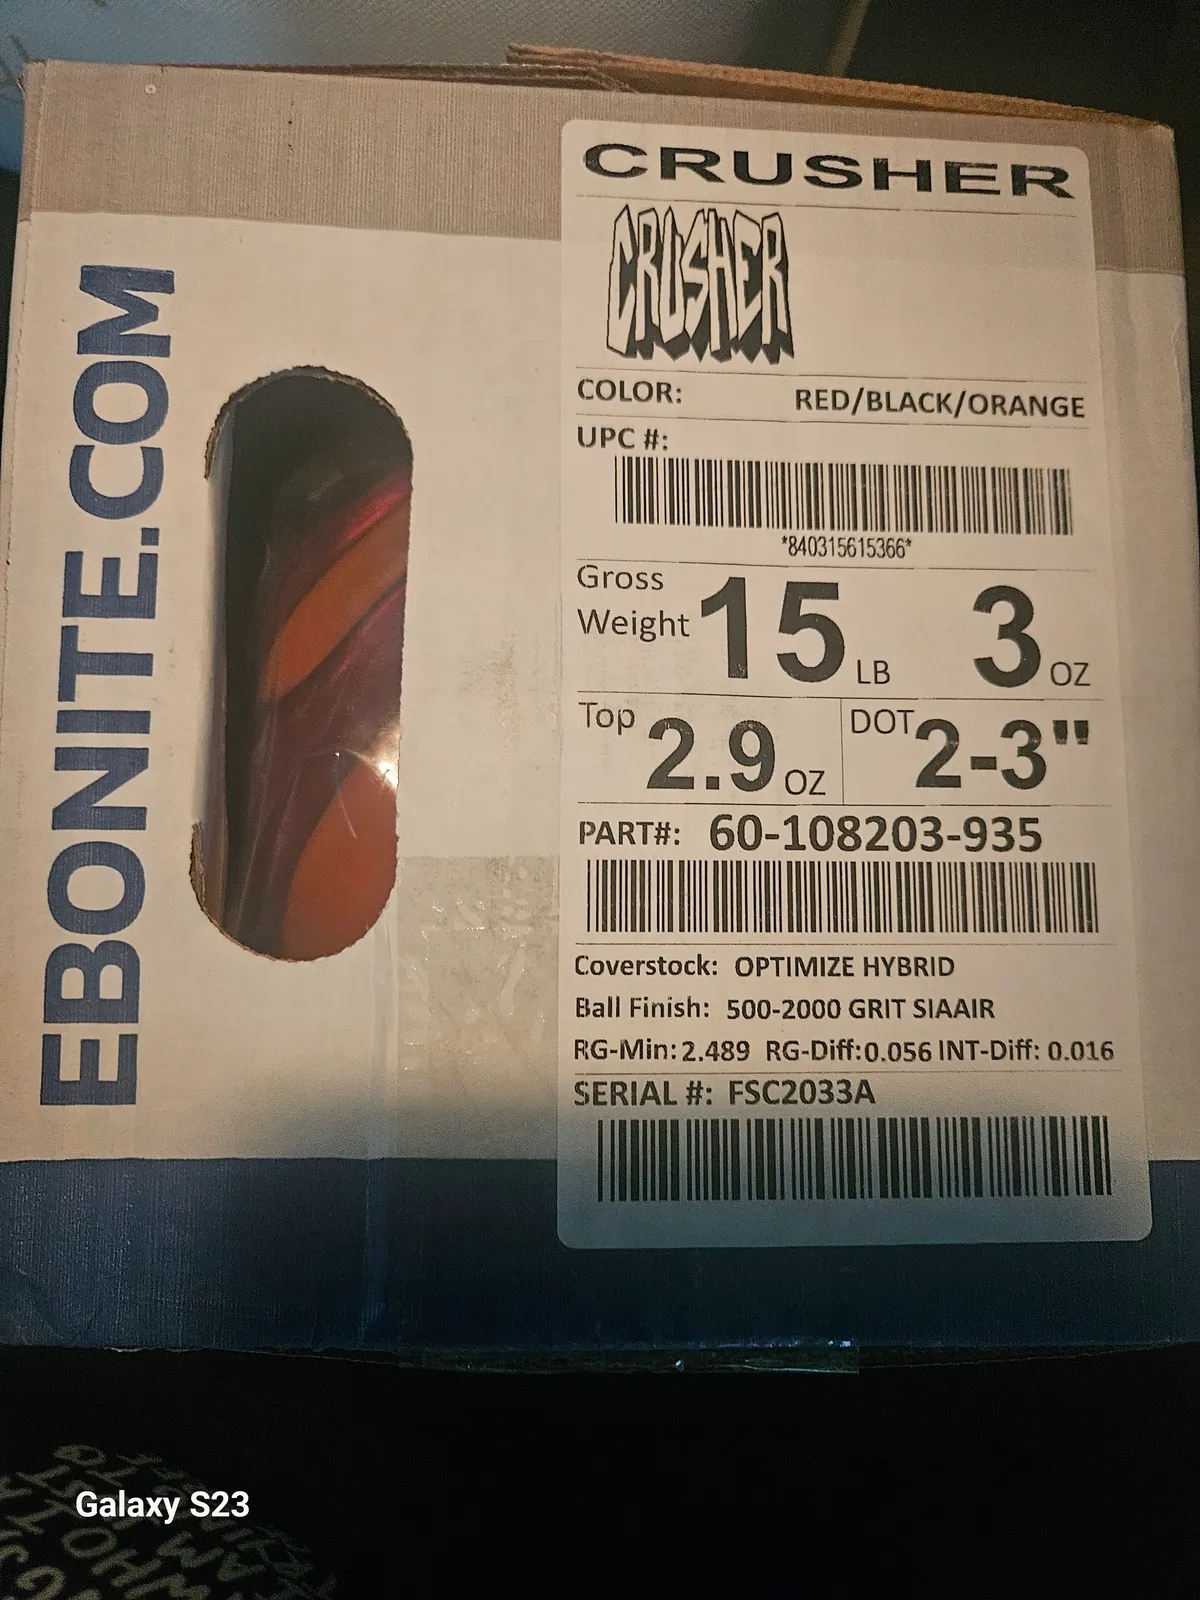 EBONITE.COM
CRUSHER
CRUSHER
COLOR: RED/BLACK/ORANGE
UPC #:
*840315615366*
Gross
Weight 15 LB 3 OZ
Top 2.9 OZ DOT 2-3"
PART#: 60-108203-935
Coverstock: OPTIMIZE HYBRID
Ball Finish: 500-2000 GRIT SIAAIR
RG-Min: 2.489 RG-Diff: 0.056 INT-Diff: 0.016
SERIAL #: FSC2033A
Galaxy S23